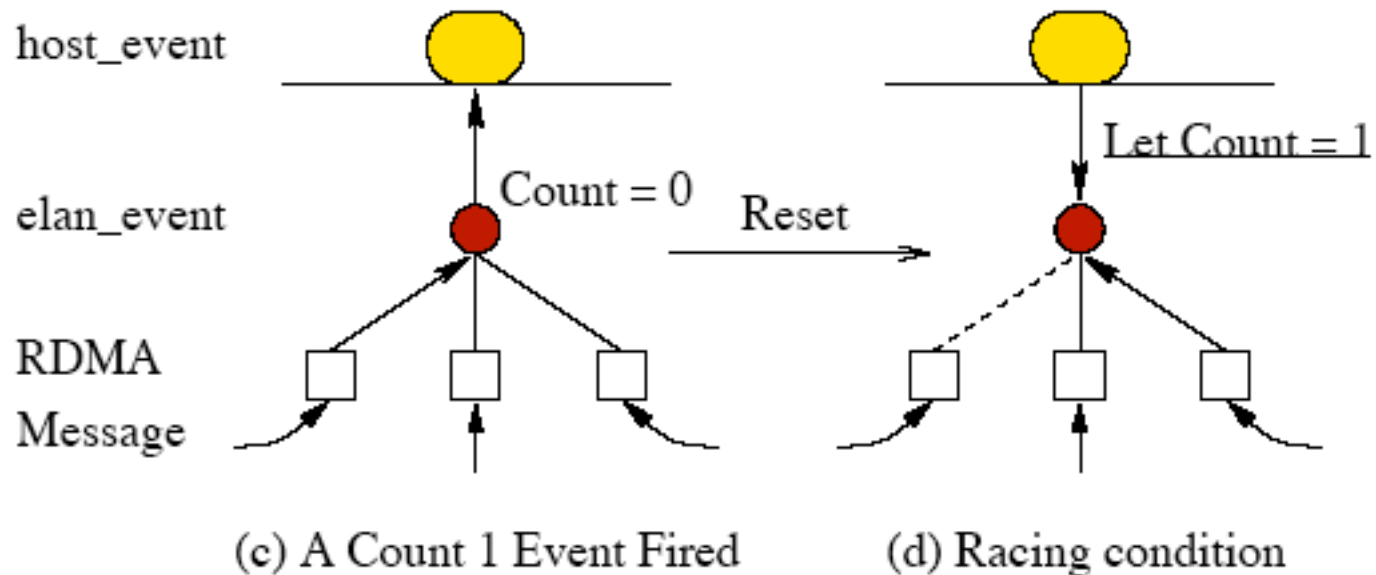 host_event
Let Count = 1
Count = 0
elan_event
Reset
RDMA
Message
(c) A Count 1 Event Fired
(d) Racing condition